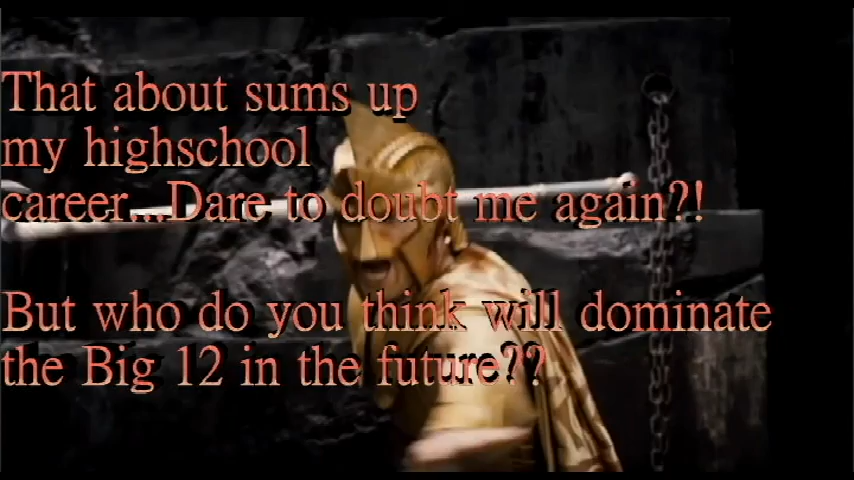 That about sums up
my highschool
career...Dare to doubt me again?!
But who do you think will dominate
the Big 12 in the future??